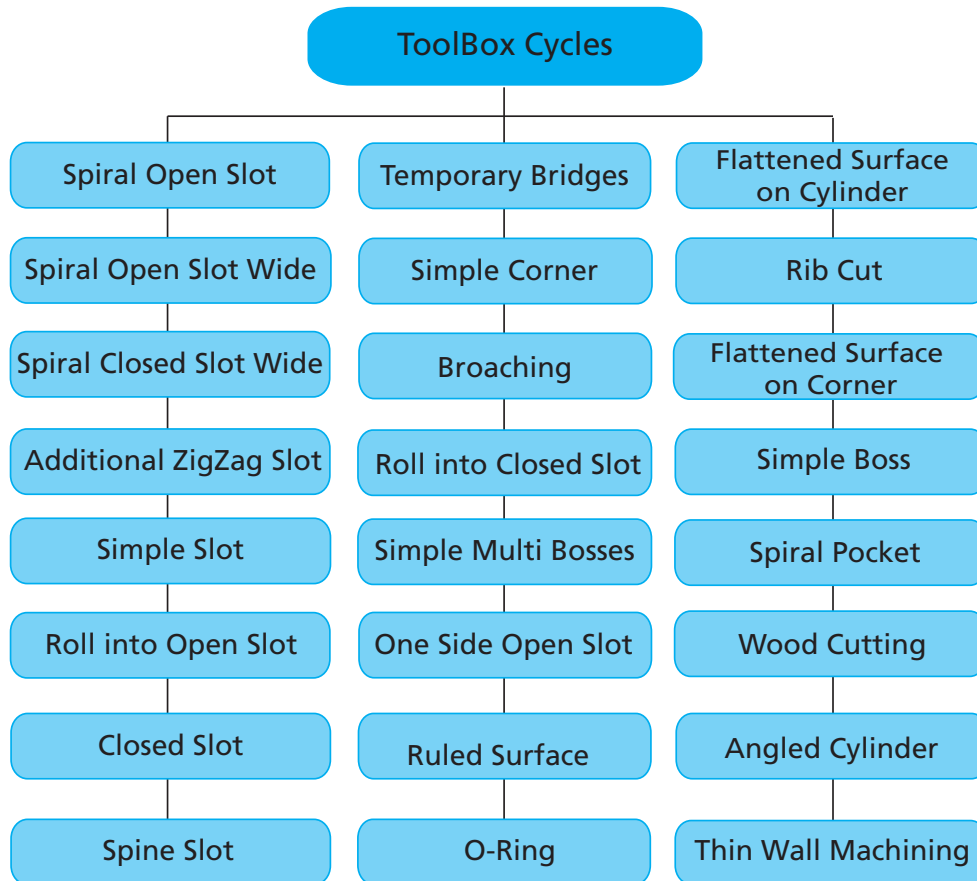 ToolBox Cycles
Spiral Open Slot
Spiral Open Slot Wide
Spiral Closed Slot Wide
Additional ZigZag Slot
Simple Slot
Roll into Open Slot
Closed Slot
Spine Slot
Temporary Bridges
Simple Corner
Broaching
Roll into Closed Slot
Simple Multi Bosses
One Side Open Slot
Ruled Surface
O-Ring
Flattened Surface
on Cylinder
Rib Cut
Flattened Surface
on Corner
Simple Boss
Spiral Pocket
Wood Cutting
Angled Cylinder
Thin Wall Machining